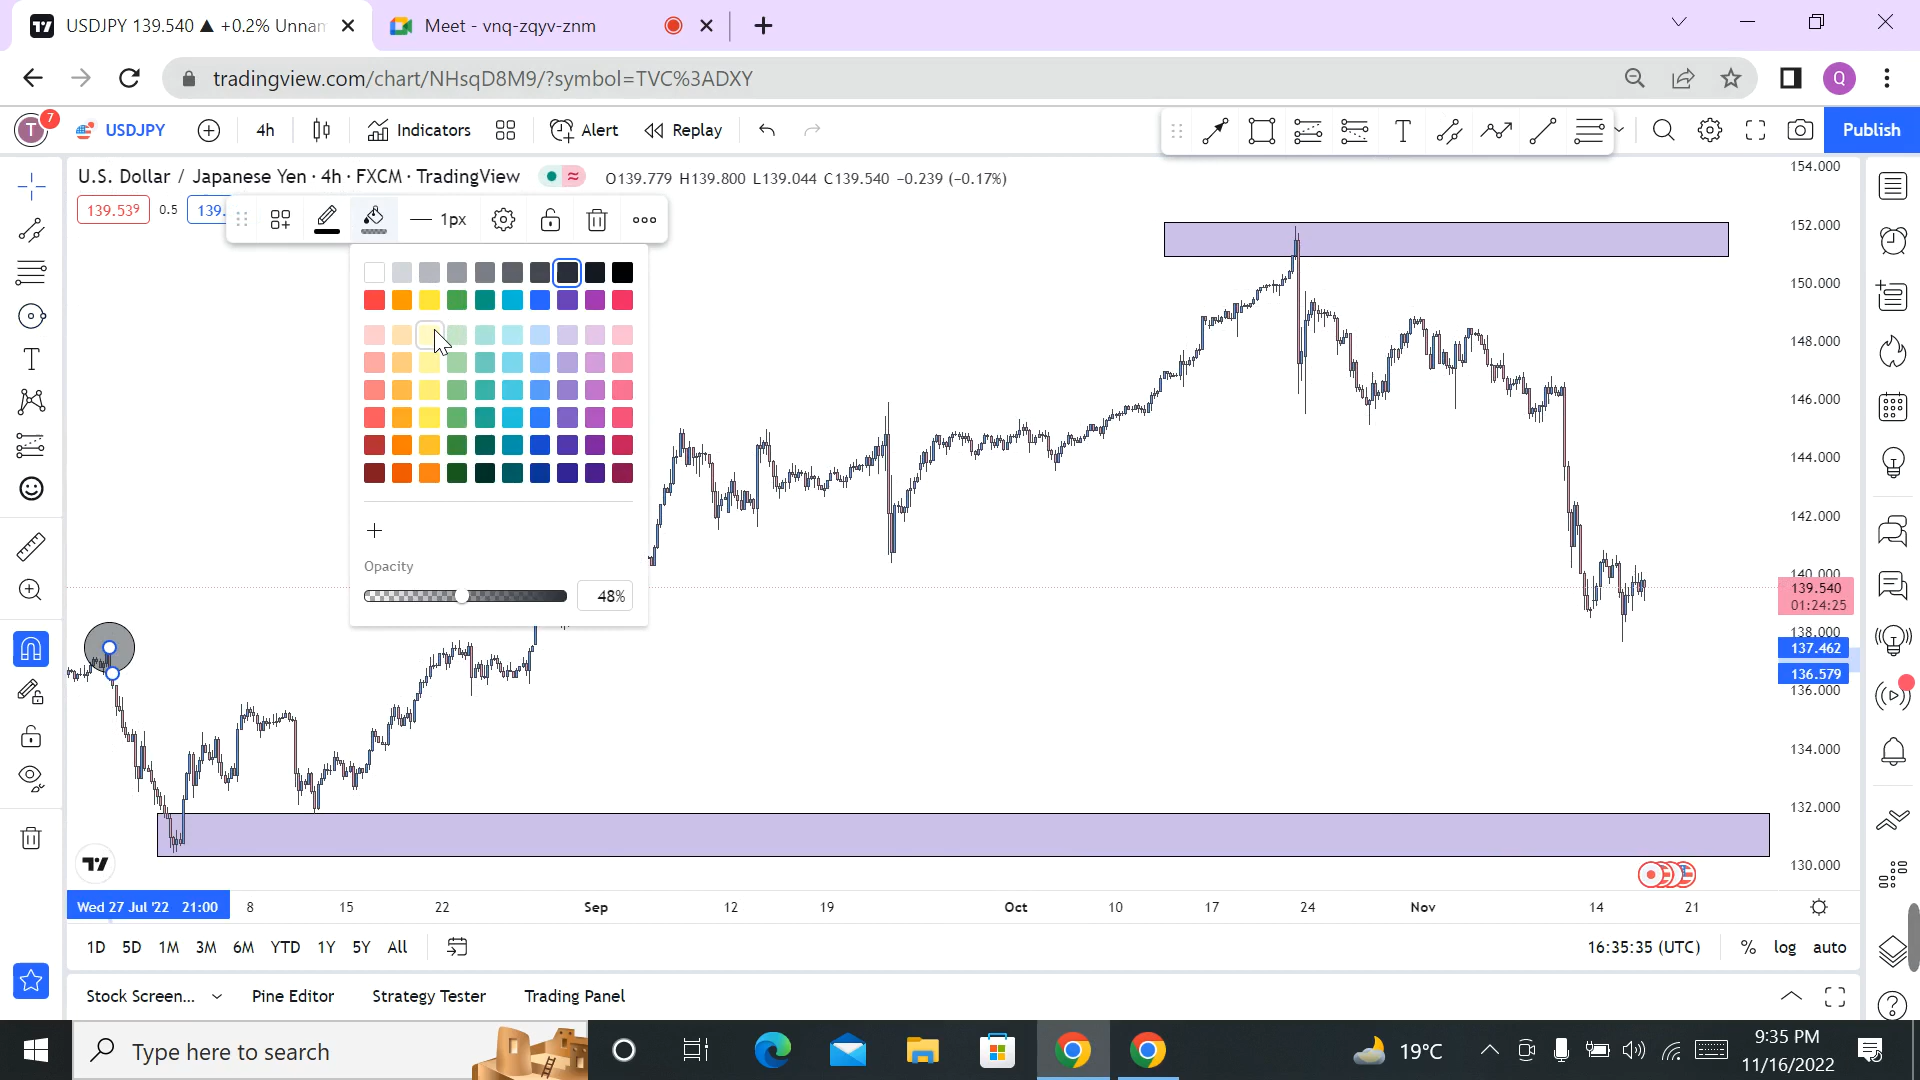 USDJPY 139.540 ▲ +0.2% Unnan
Meet - vnq-zqyv-znm
tradingview.com/chart/NHsqD8M9/?symbol=TVC%3ADXY
Q
T
7
USDJPY
4h
Indicators
Alert
Replay
Publish
U.S. Dollar / Japanese Yen · 4h · FXCM · TradingView
O139.779 H139.800 L139.044 C139.540 −0.239 (−0.17%)
139.539
0.5
139.
1px
Opacity
48%
154.000
152.000
150.000
148.000
146.000
144.000
142.000
140.000
139.540
01:24:25
138.000
137.462
136.579
136.000
134.000
132.000
130.000
Wed 27 Jul '22 21:00
8
15
22
Sep
12
19
Oct
10
17
24
Nov
14
21
1D 5D 1M 3M 6M YTD 1Y 5Y All
16:35:35 (UTC)
% log auto
Stock Screen...
Pine Editor
Strategy Tester
Trading Panel
Type here to search
19°C
9:35 PM
11/16/2022